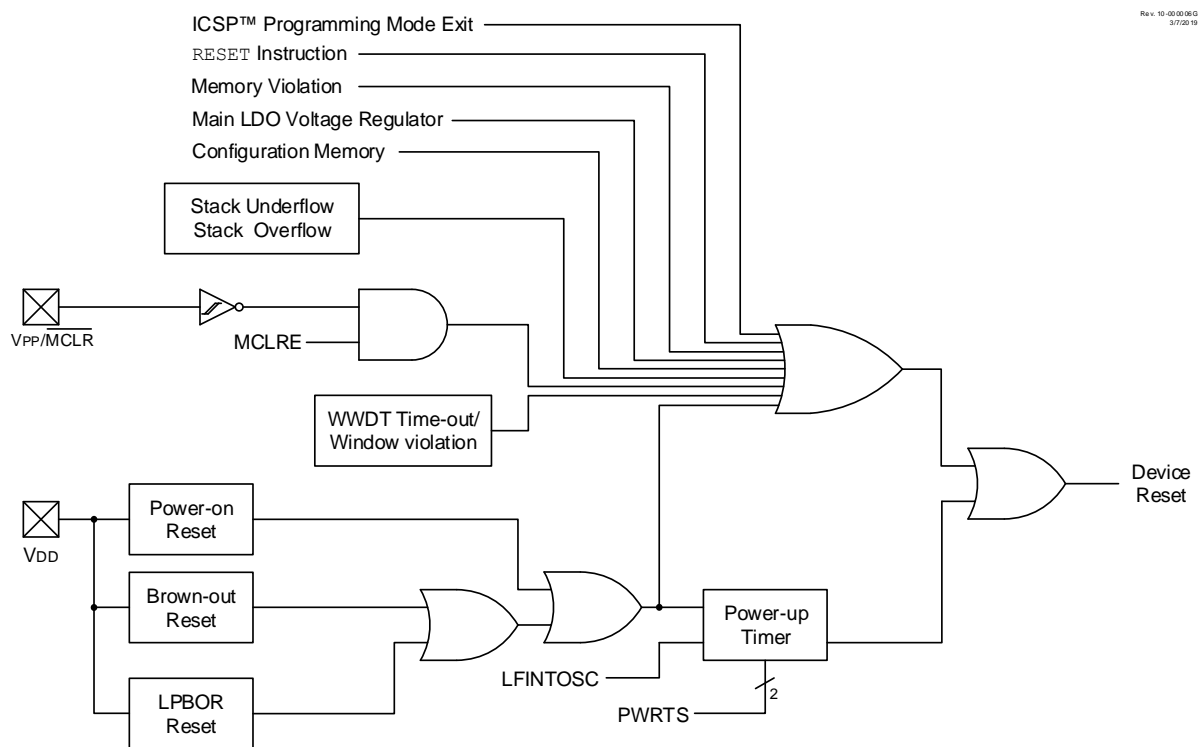 Rev. 10-000006G
3/7/2019
ICSP™ Programming Mode Exit
RESET Instruction
Memory Violation
Main LDO Voltage Regulator
Configuration Memory
Stack Underflow
Stack Overflow
VPP/MCLR
MCLRE
WWDT Time-out/
Window violation
Device
Reset
VDD
Power-on
Reset
Brown-out
Reset
Power-up
Timer
LFINTOSC
LPBOR
Reset
2
PWRTS